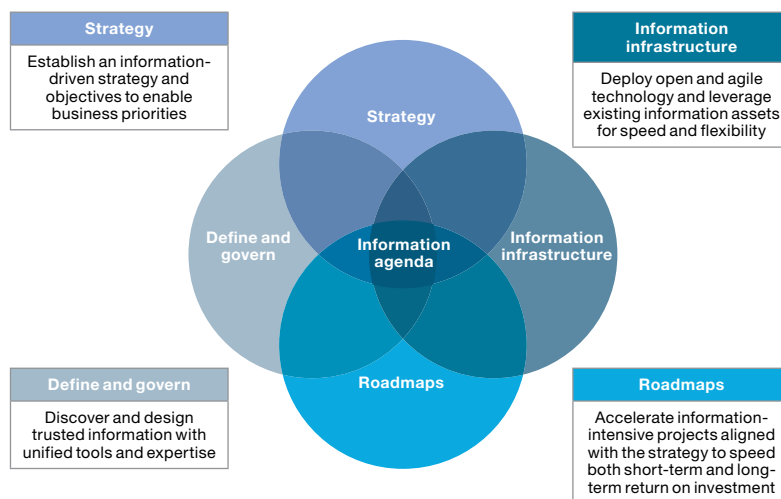 Strategy
Establish an information-
driven strategy and
objectives to enable
business priorities
Information
infrastructure
Deploy open and agile
technology and leverage
existing information assets
for speed and flexibility
Strategy
Define and
govern
Information
agenda
Information
infrastructure
Roadmaps
Define and govern
Discover and design
trusted information with
unified tools and expertise
Roadmaps
Accelerate information-
intensive projects aligned
with the strategy to speed
both short-term and long-
term return on investment